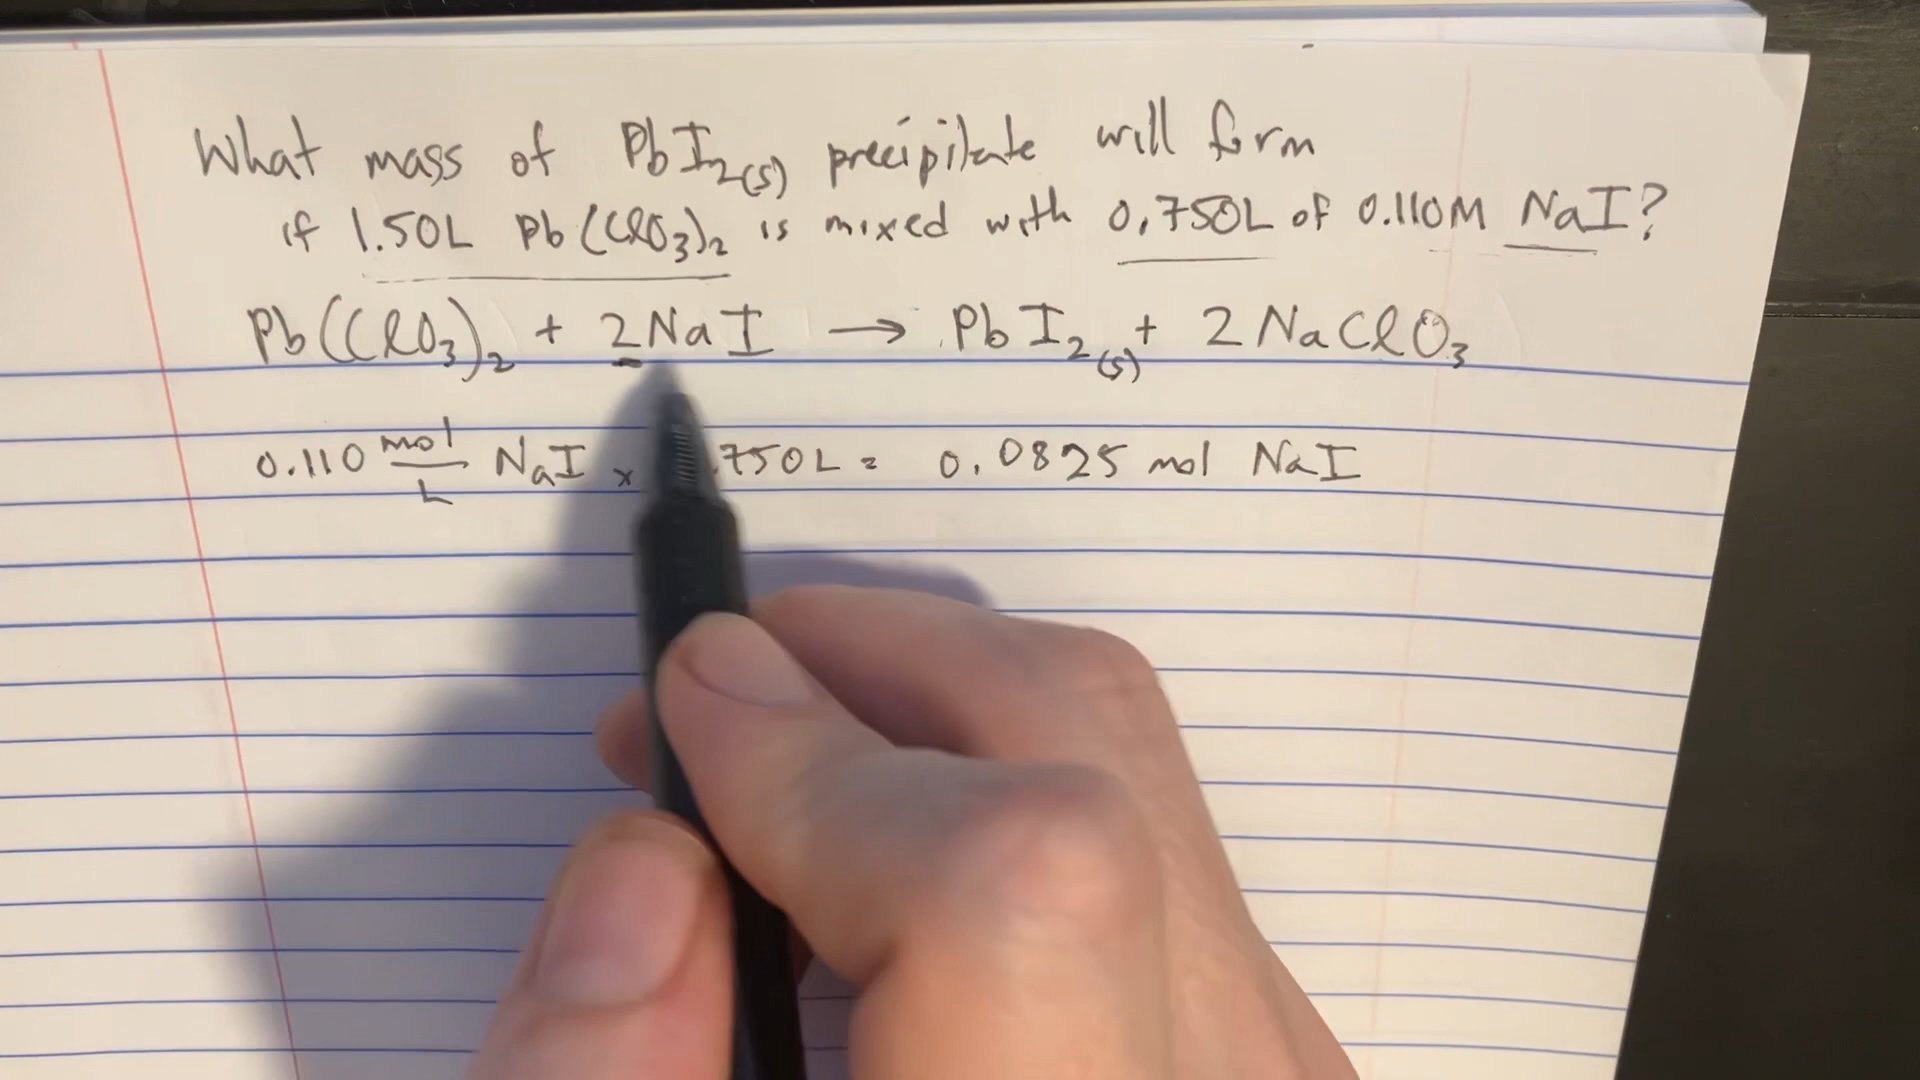 What mass of PbI₂(s) precipitate will form
if 1.50L Pb(ClO₃)₂ is mixed with 0.750L of 0.110M NaI?
Pb(ClO₃)₂ + 2NaI → PbI₂(s) + 2NaClO₃
0.110 mol/L NaI × .750L = 0.0825 mol NaI